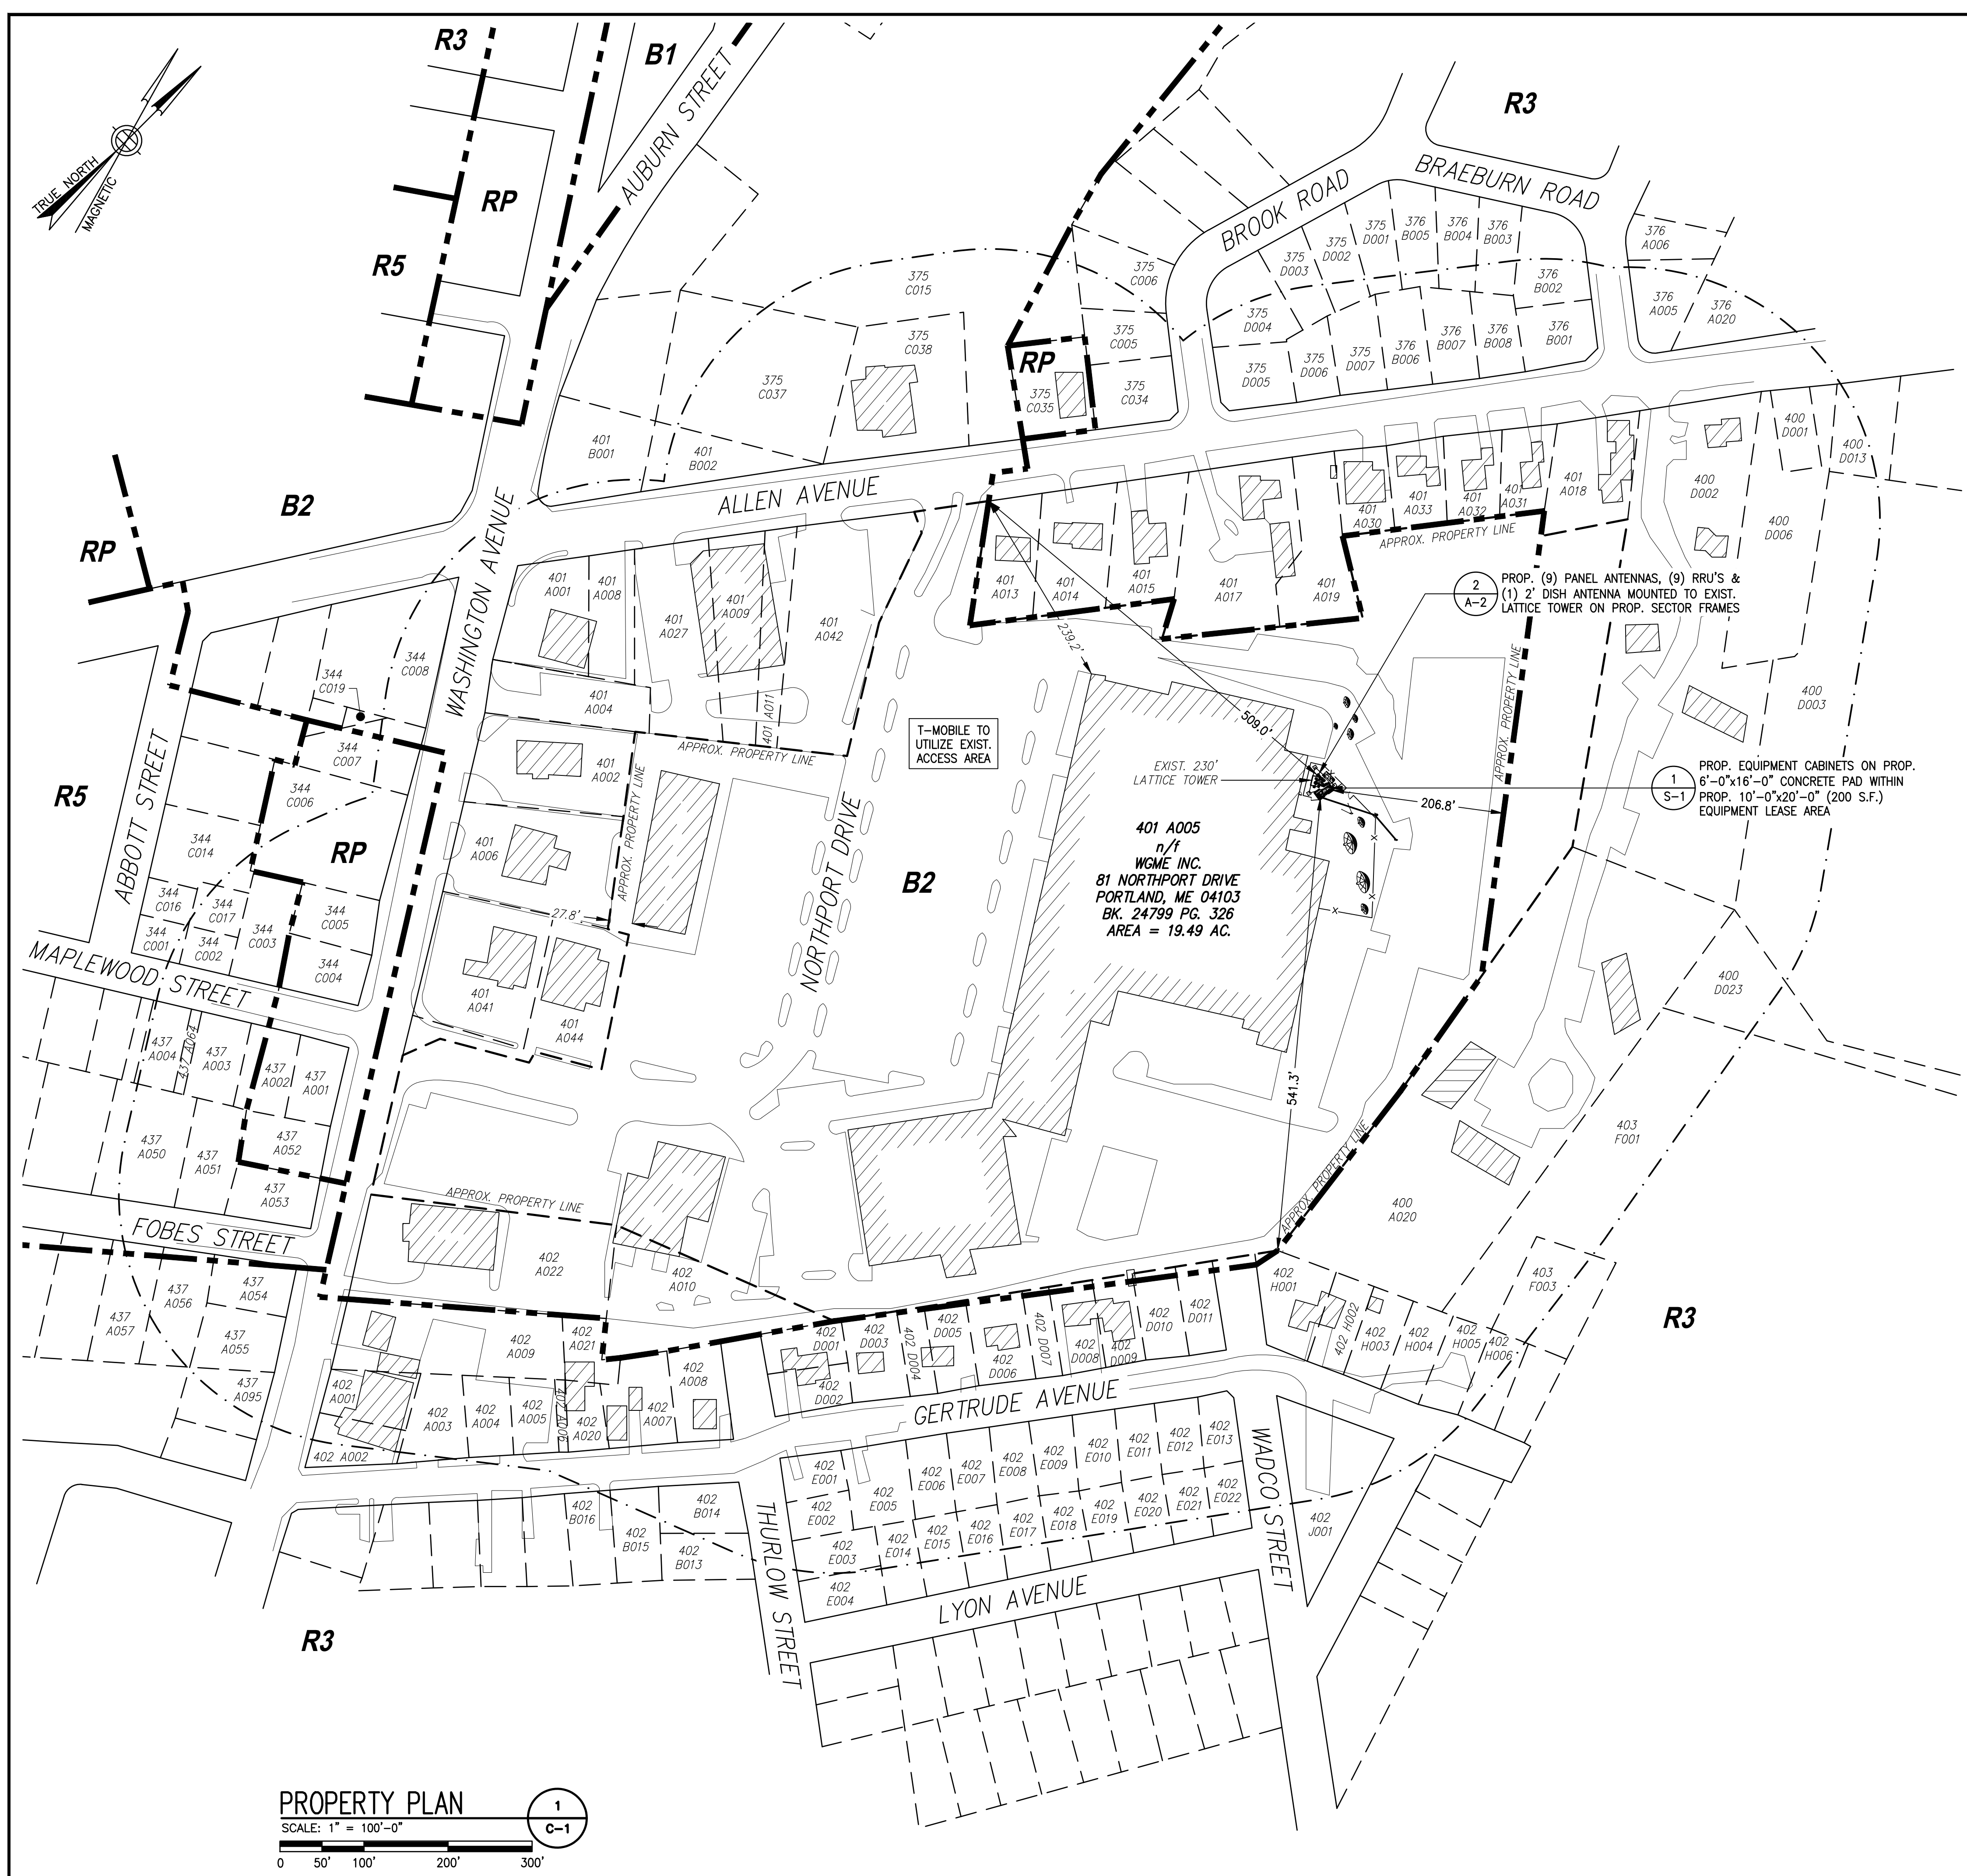 R3
B1
AUBURN STREET
R3
TRUE NORTH
MAGNETIC
RP
R5
BROOK ROAD
BRAEBURN ROAD
375
D001
376
B005
376
B004
376
B003
375
D002
375
D003
376
A006
375
C006
375
C015
376
B002
376
A005
376
A020
375
D004
375
C038
375
C005
376
B007
376
B008
376
B001
RP
375
C037
375
C035
375
C034
375
D005
375
D006
375
D007
376
B006
401
B001
401
B002
400
D001
400
D013
ALLEN AVENUE
B2
RP
WASHINGTON AVENUE
401
A030
401
A033
401
A032
401
A031
401
A018
400
D002
400
D006
APPROX. PROPERTY LINE
401
A001
401
A008
401
A027
401
A009
401
A011
401
A042
401
A013
401
A014
401
A015
401
A017
401
A019
2
A-2
PROP. (9) PANEL ANTENNAS, (9) RRU'S &
(1) 2' DISH ANTENNA MOUNTED TO EXIST.
LATTICE TOWER ON PROP. SECTOR FRAMES
239.2'
509.0'
344
C019
344
C008
401
A004
APPROX. PROPERTY LINE
400
D003
T-MOBILE TO
UTILIZE EXIST.
ACCESS AREA
APPROX. PROPERTY LINE
EXIST. 230'
LATTICE TOWER
1
S-1
PROP. EQUIPMENT CABINETS ON PROP.
6'-0"x16'-0" CONCRETE PAD WITHIN
PROP. 10'-0"x20'-0" (200 S.F.)
EQUIPMENT LEASE AREA
206.8'
344
C007
344
C006
401
A002
APPROX. PROPERTY LINE
R5
ABBOTT STREET
344
C014
RP
401
A006
NORTHPORT DRIVE
B2
401 A005
n/f
WGME INC.
81 NORTHPORT DRIVE
PORTLAND, ME 04103
BK. 24799 PG. 326
AREA = 19.49 AC.
27.8'
344
C016
344
C017
344
C003
344
C005
344
C001
344
C002
344
C004
MAPLEWOOD STREET
401
A041
401
A044
400
D023
437
A004
437 A064
437
A003
437
A002
437
A001
541.3'
437
A050
437
A051
437
A052
437
A053
403
F001
APPROX. PROPERTY LINE
400
A020
APPROX. PROPERTY LINE
FOBES STREET
402
A022
402
A010
437
A057
437
A056
437
A054
437
A055
437
A095
402
H001
403
F003
R3
402
A009
402
A021
402
A008
402
D001
402
D003
402 D004
402
D005
402 D007
402
D006
402
D008
402
D009
402
D010
402
D011
402 H002
402
H003
402
H004
402
H005
402
H006
402
A001
402
A003
402
A004
402
A005
402 A006
402
A020
402
A007
402
D002
GERTRUDE AVENUE
402 A002
402
E001
402
E002
402
E005
402
E006
402
E007
402
E008
402
E009
402
E010
402
E011
402
E012
402
E013
WADCO STREET
402
B016
402
B014
402
B015
402
B013
402
E003
402
E004
402
E014
402
E015
402
E016
402
E017
402
E018
402
E019
402
E020
402
E021
402
E022
402
J001
THURLOW STREET
LYON AVENUE
R3
PROPERTY PLAN
SCALE: 1" = 100'-0"
1
C-1
0 50' 100' 200' 300'